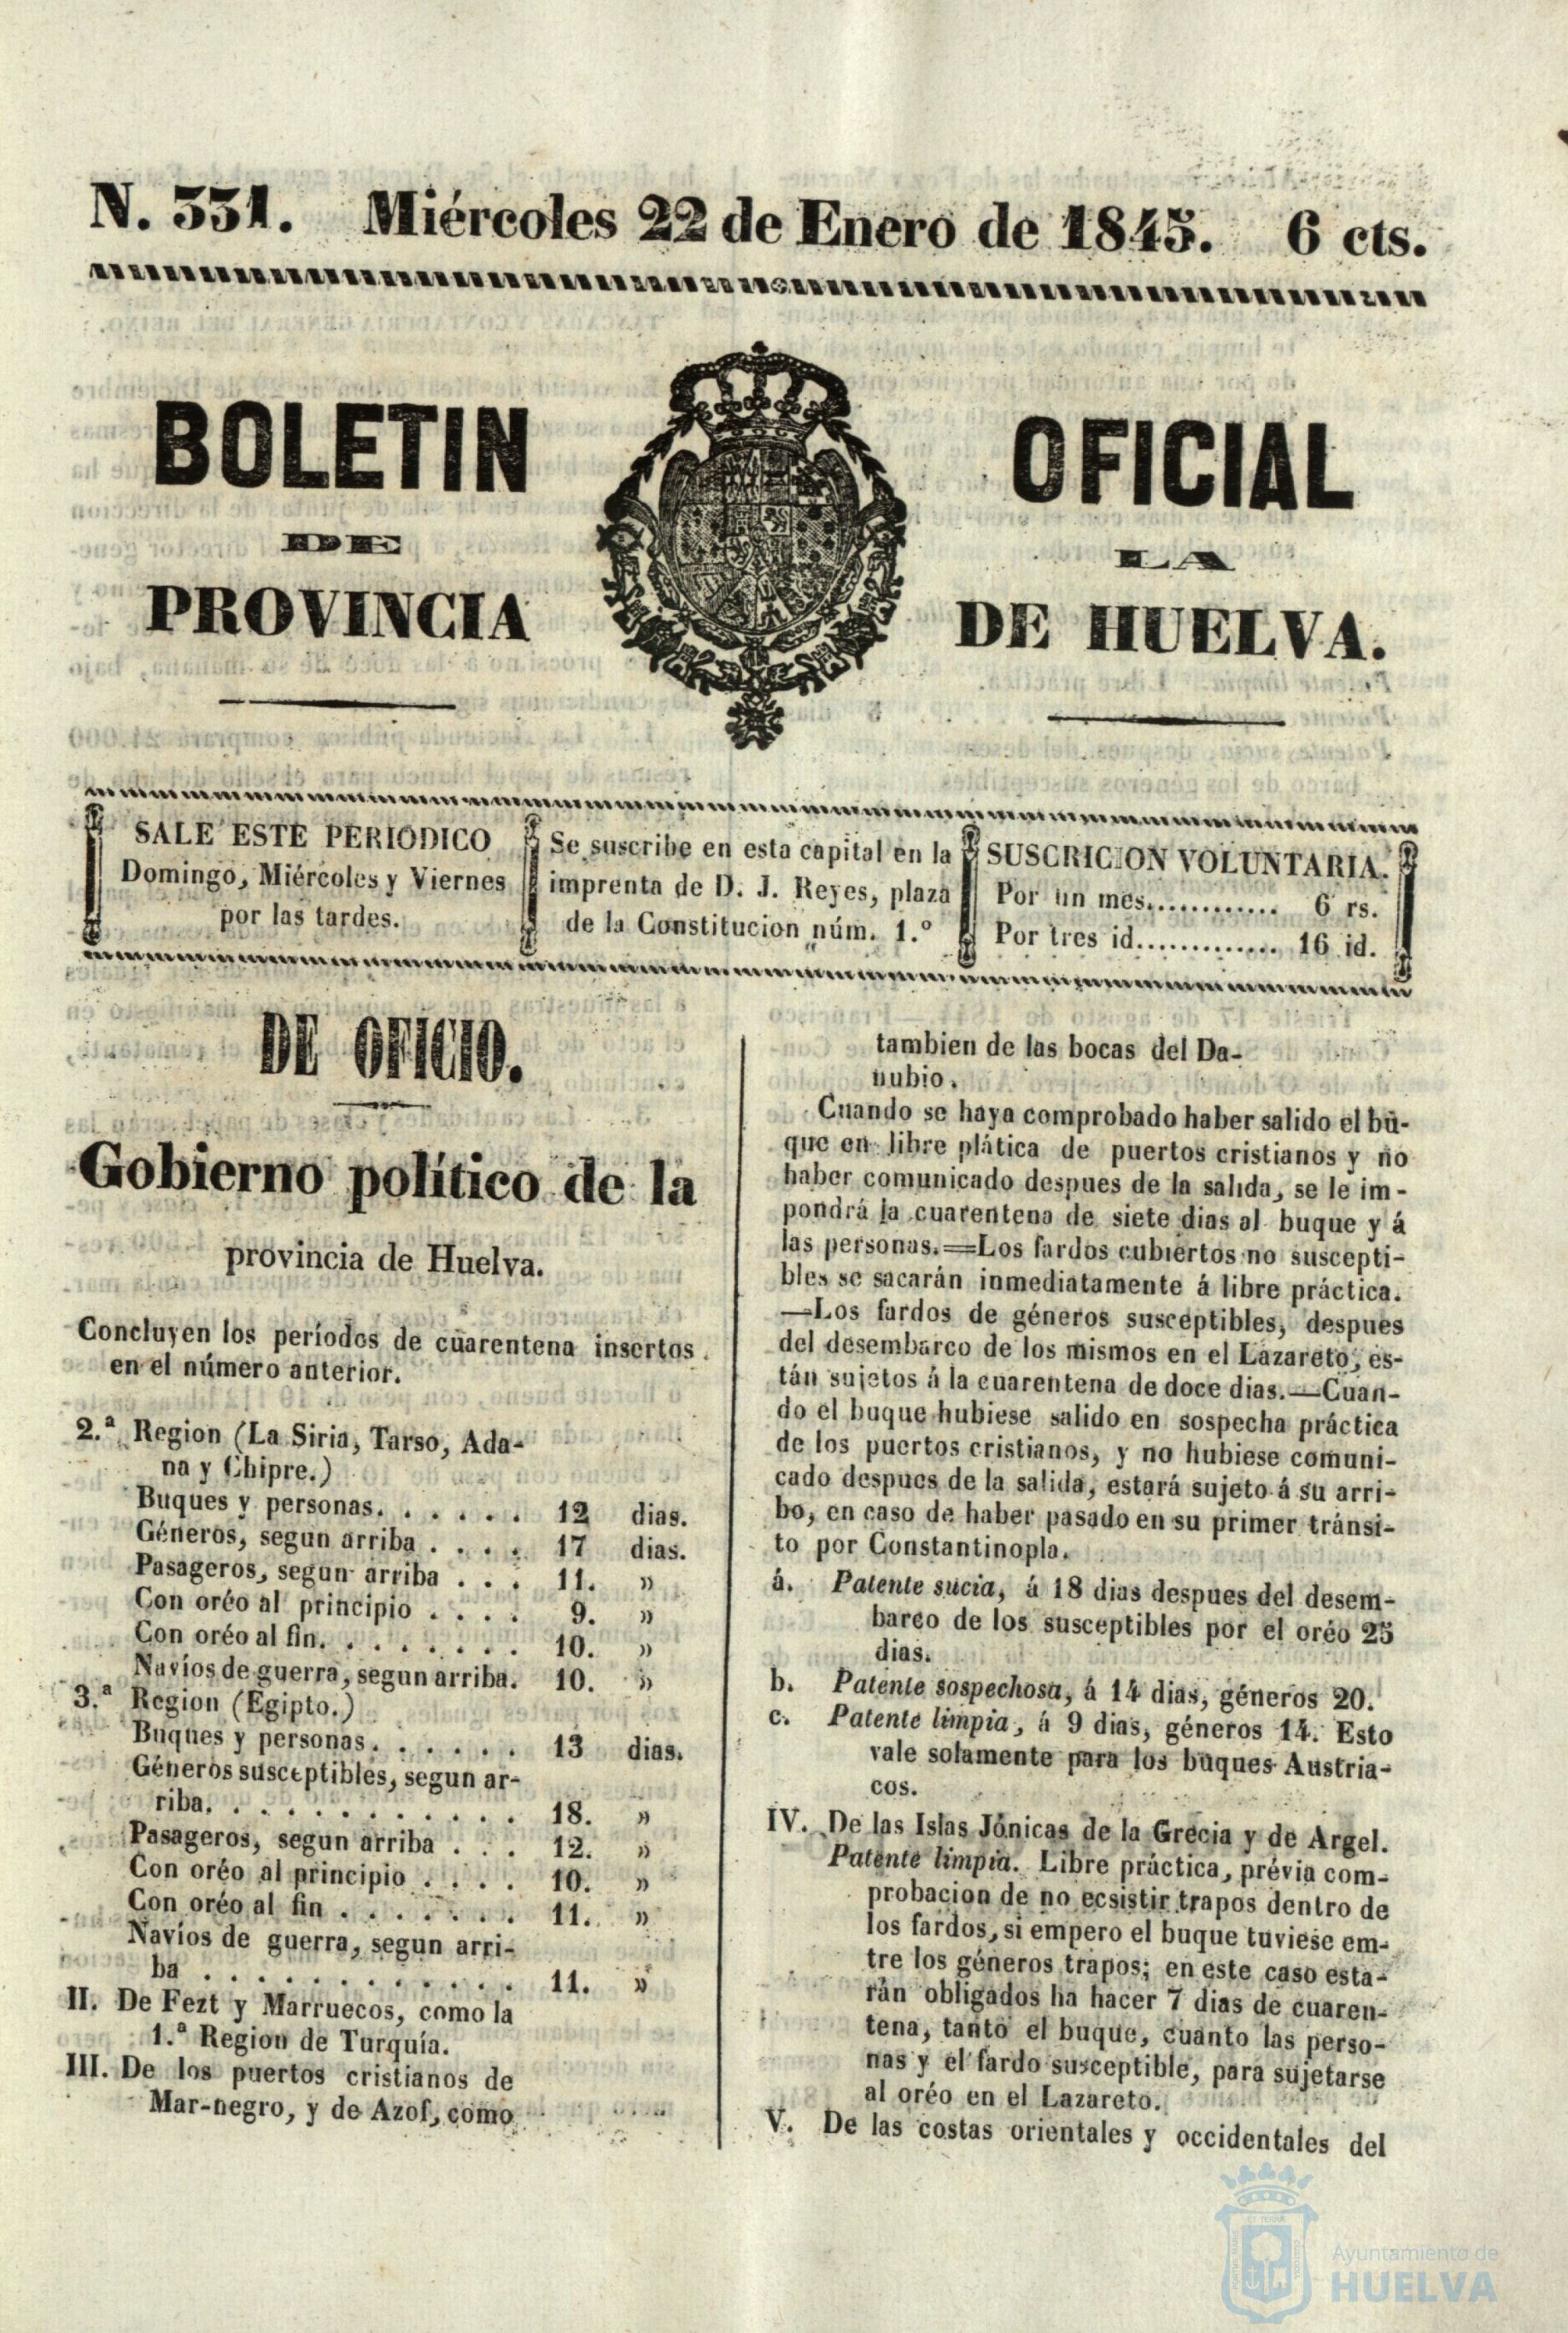 N. 331. Miércoles 22 de Enero de 1845. 6 cts.
BOLETIN OFICIAL
DE LA
PROVINCIA DE HUELVA.
SALE ESTE PERIODICO
Domingo, Miércoles y Viernes
por las tardes.
Se suscribe en esta capital en la
imprenta de D. J. Reyes, plaza
de la Constitucion núm. 1.º
SUSCRICION VOLUNTARIA.
Por un mes............ 6 rs.
Por tres id............. 16 id.
DE OFICIO.
Gobierno político de la
provincia de Huelva.
Concluyen los períodos de cuarentena insertos
en el número anterior.
2.ª Region (La Siria, Tarso, Ada-
na y Chipre.)
Buques y personas. . . . . . 12 dias.
Géneros, segun arriba . . . . 17 dias.
Pasageros, segun arriba . . . 11. »
Con oréo al principio . . . . 9. »
Con oréo al fin. . . . . . . . 10. »
Navíos de guerra, segun arriba. 10. »
3.ª Region (Egipto.)
Buques y personas. . . . . . 13 dias.
Géneros susceptibles, segun ar-
riba. . . . . . . . . . . . 18. »
Pasageros, segun arriba . . . 12. »
Con oréo al principio . . . . 10. »
Con oréo al fin . . . . . . . 11. »
Navíos de guerra, segun arri-
ba . . . . . . . . . . . . 11. »
II. De Fezt y Marruecos, como la
1.ª Region de Turquía.
III. De los puertos cristianos de
Mar-negro, y de Azof, como
tambien de las bocas del Da-
nubio.
Cuando se haya comprobado haber salido el bu-
que en libre plática de puertos cristianos y no
haber comunicado despues de la salida, se le im-
pondrá la cuarentena de siete dias al buque y á
las personas.=Los fardos cubiertos no suscepti-
bles se sacarán inmediatamente á libre práctica.
—Los fardos de géneros susceptibles, despues
del desembarco de los mismos en el Lazareto, es-
tán sujetos á la cuarentena de doce dias.—Cuan-
do el buque hubiese salido en sospecha práctica
de los puertos cristianos, y no hubiese comuni-
cado despues de la salida, estará sujeto á su arri-
bo, en caso de haber pasado en su primer tránsi-
to por Constantinopla.
á. Patente sucia, á 18 dias despues del desem-
barco de los susceptibles por el oréo 25
dias.
b. Patente sospechosa, á 14 dias, géneros 20.
c. Patente limpia, á 9 dias, géneros 14. Esto
vale solamente para los buques Austria-
cos.
IV. De las Islas Jónicas de la Grecia y de Argel.
Patente limpia. Libre práctica, prévia com-
probacion de no ecsistir trapos dentro de
los fardos, si empero el buque tuviese em-
tre los géneros trapos; en este caso esta-
rán obligados ha hacer 7 dias de cuaren-
tena, tanto el buque, cuanto las perso-
nas y el fardo susceptible, para sujetarse
al oréo en el Lazareto.
V. De las costas orientales y occidentales del
Ayuntamiento de
HUELVA